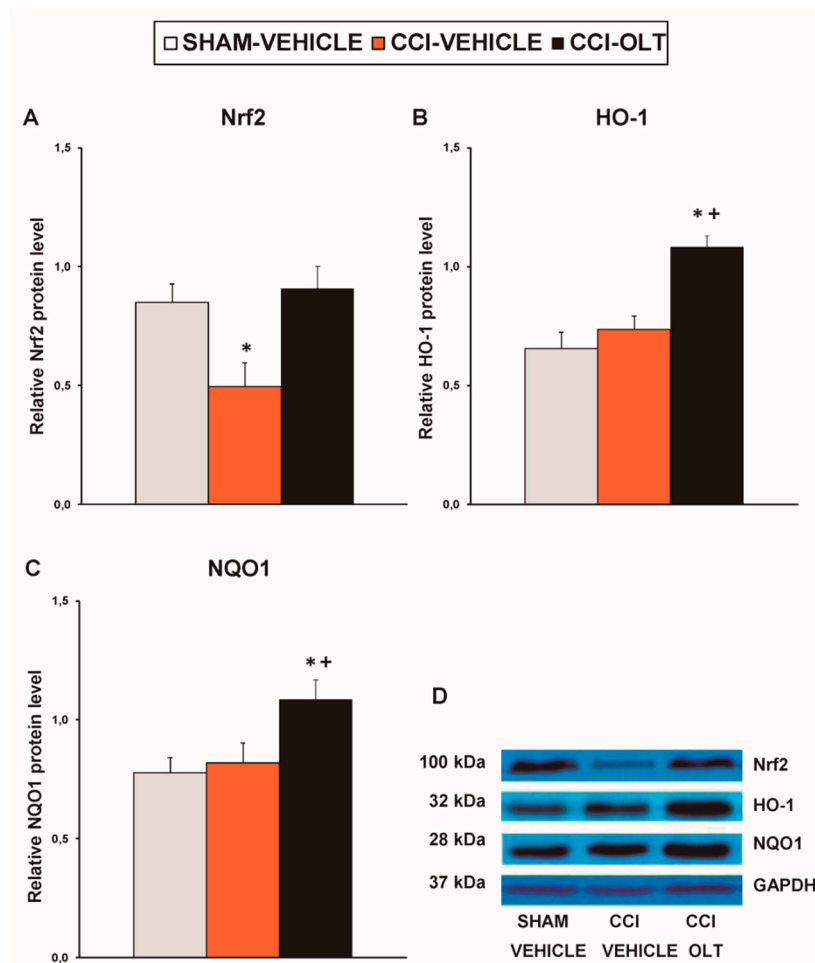 SHAM-VEHICLE CCI-VEHICLE CCI-OLT
A
Nrf2
1,5
1,0
0,5
0,0
Relative Nrf2 protein level
*
B
HO-1
1,5
1,0
0,5
0,0
Relative HO-1 protein level
* +
C
NQO1
1,5
1,0
0,5
0,0
Relative NQO1 protein level
* +
D
100 kDa Nrf2
32 kDa HO-1
28 kDa NQO1
37 kDa GAPDH
SHAM CCI CCI
VEHICLE VEHICLE OLT